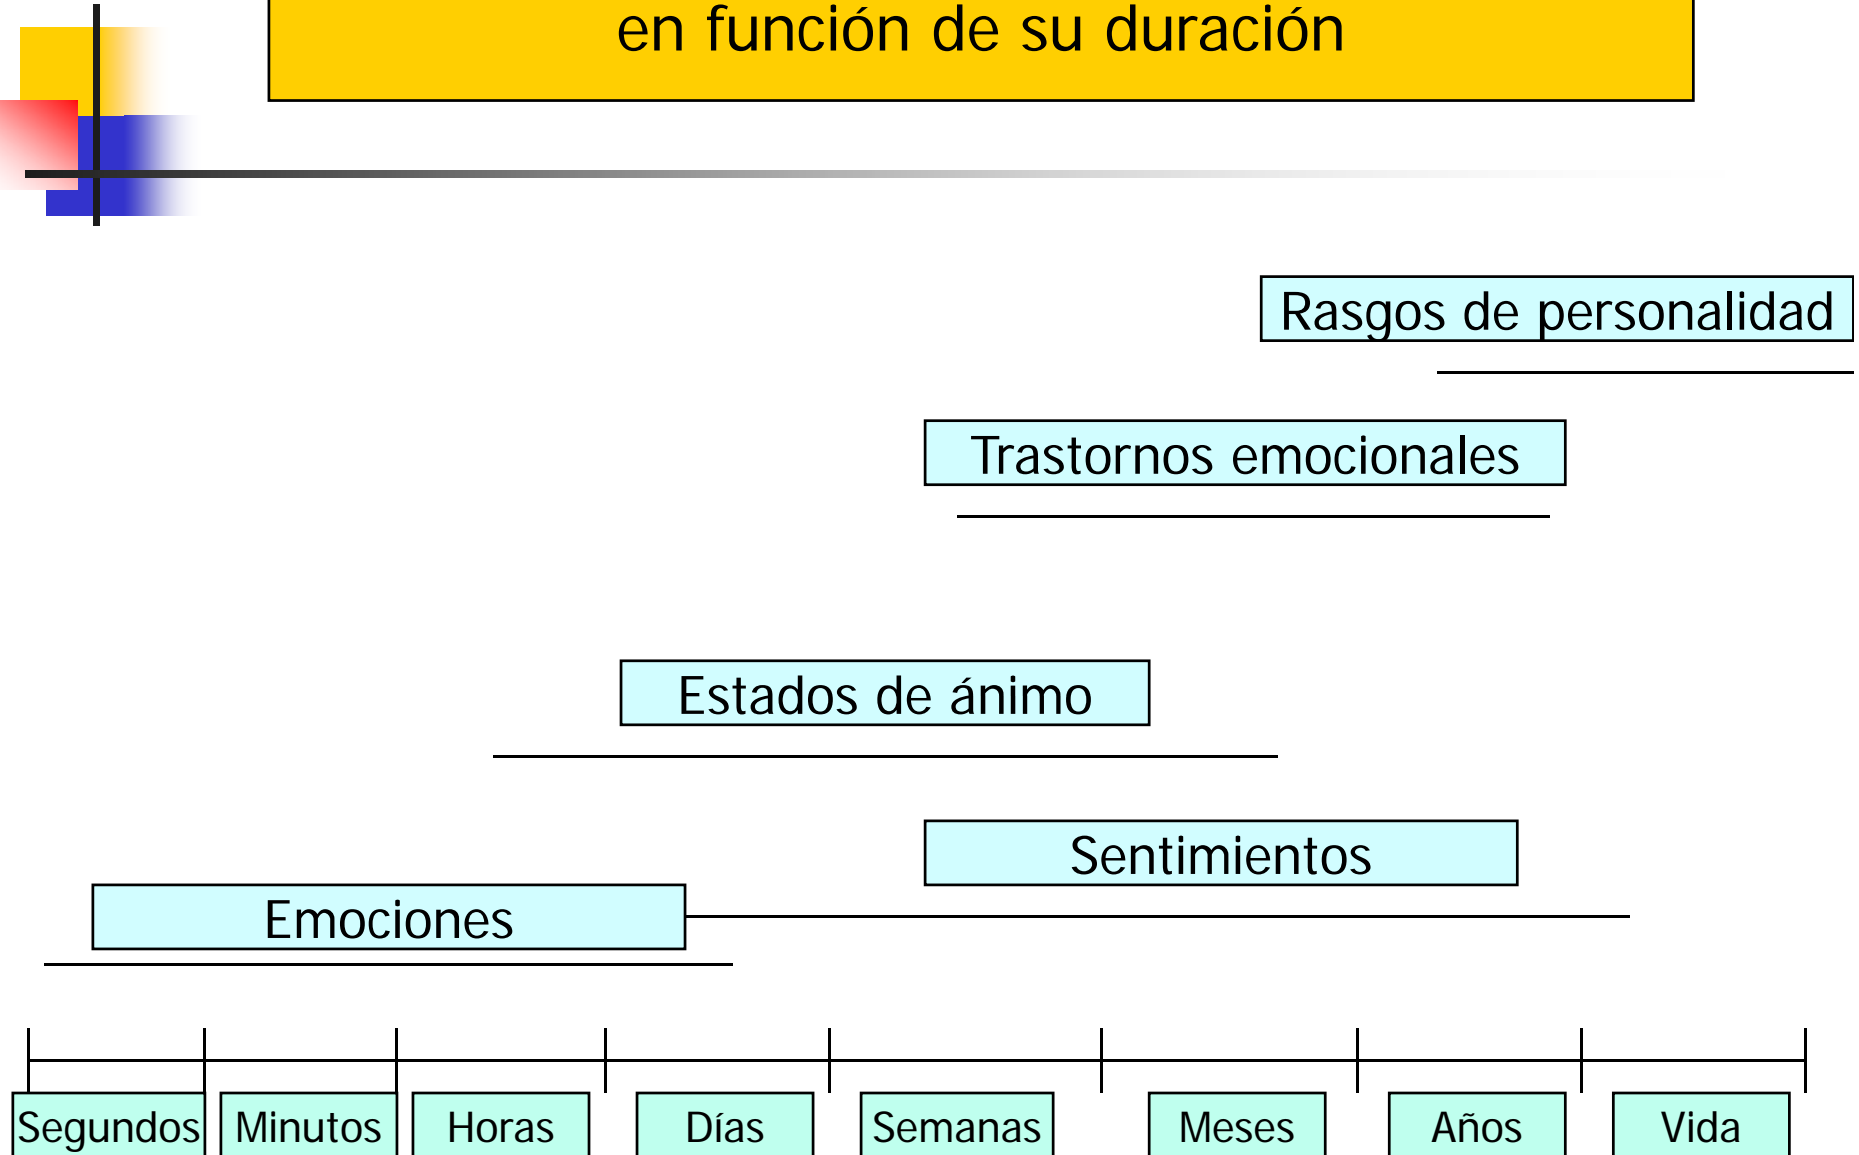 en función de su duración
Rasgos de personalidad
Trastornos emocionales
Estados de ánimo
Sentimientos
Emociones
Segundos
Minutos
Horas
Días
Semanas
Meses
Años
Vida